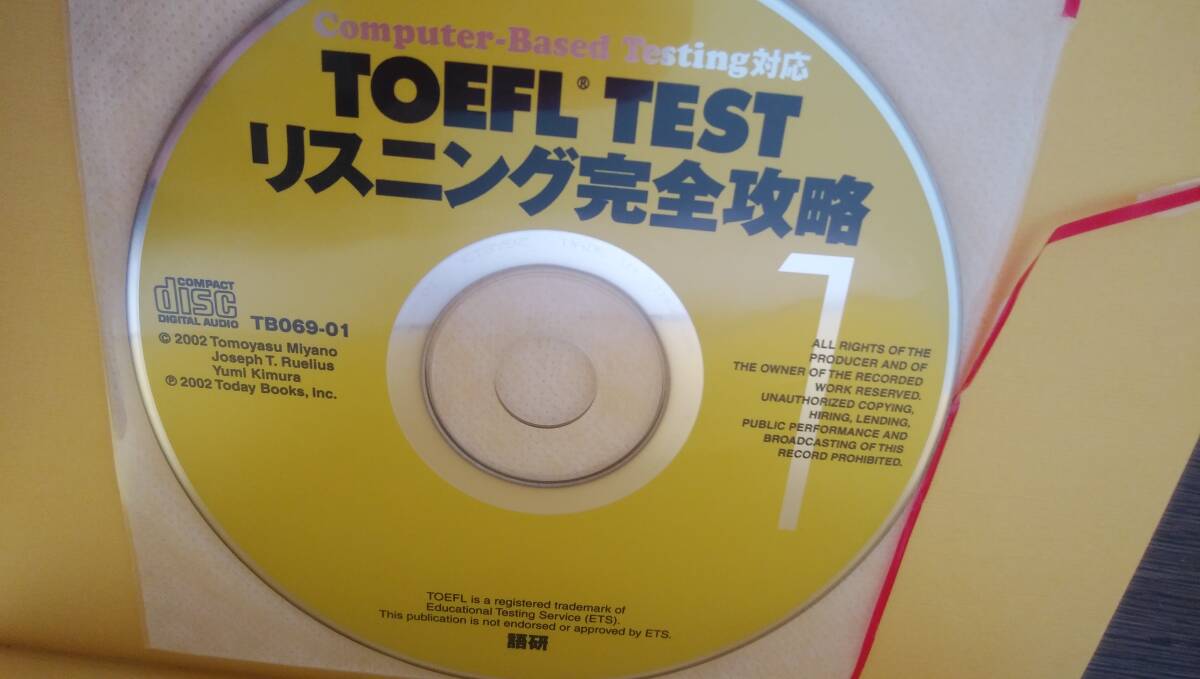 Computer-Based Testing対応
TOEFL® TEST
リスニング完全攻略
1
COMPACT
disc
DIGITAL AUDIO
TB069-01
© 2002 Tomoyasu Miyano
Joseph T. Ruelius
Yumi Kimura
℗ 2002 Today Books, Inc.
ALL RIGHTS OF THE
PRODUCER AND OF
THE OWNER OF THE RECORDED
WORK RESERVED.
UNAUTHORIZED COPYING,
HIRING, LENDING,
PUBLIC PERFORMANCE AND
BROADCASTING OF THIS
RECORD PROHIBITED.
TOEFL is a registered trademark of
Educational Testing Service (ETS).
This publication is not endorsed or approved by ETS.
語研